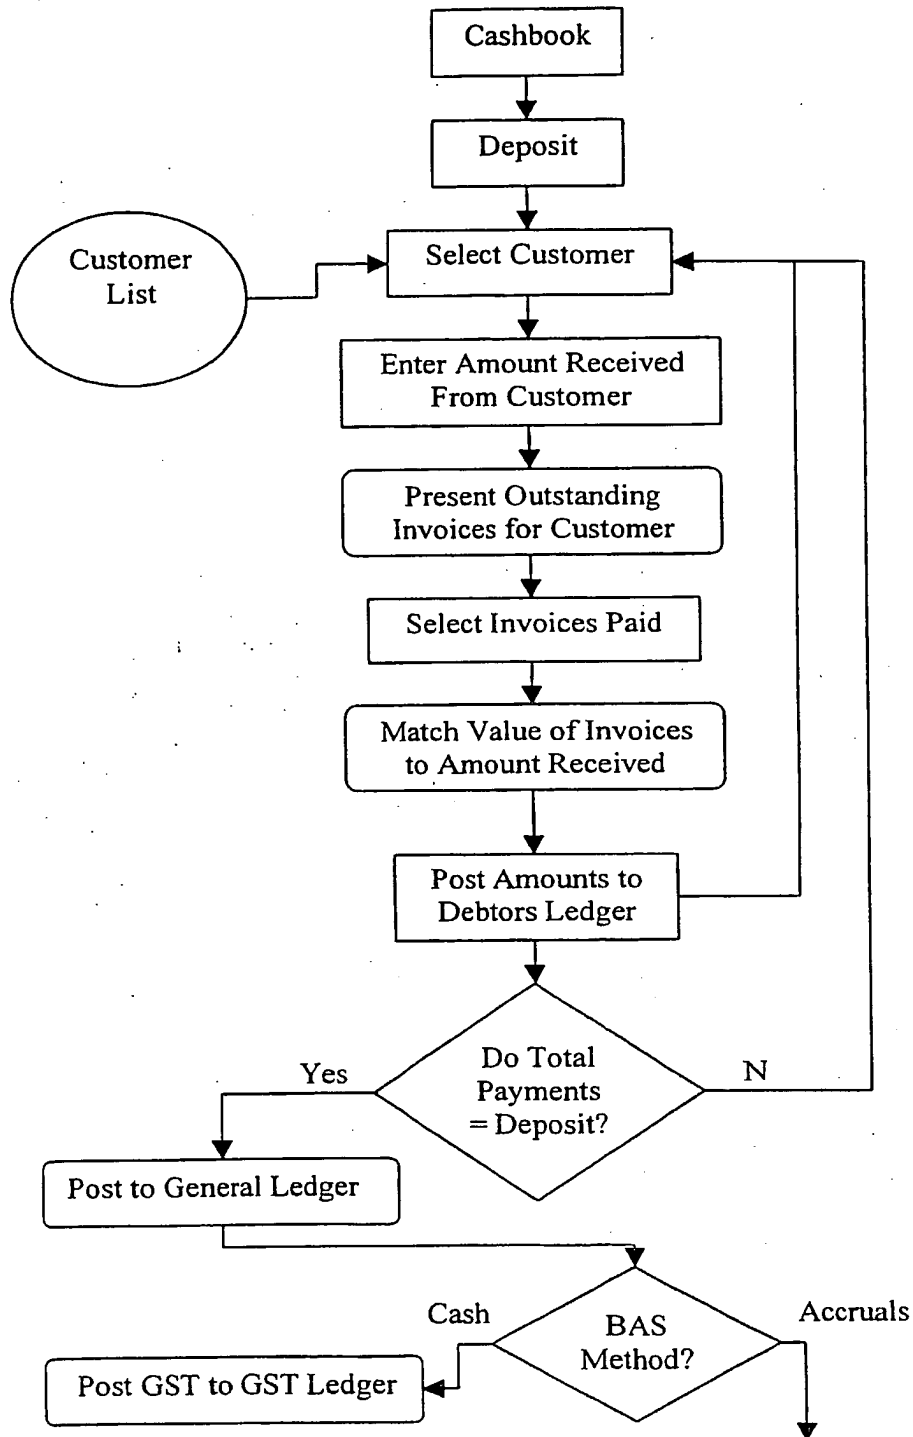 Cashbook
Deposit
Customer
List
Select Customer
Enter Amount Received
From Customer
Present Outstanding
Invoices for Customer
Select Invoices Paid
Match Value of Invoices
to Amount Received
Post Amounts to
Debtors Ledger
Do Total
Payments
= Deposit?
Yes
N
Post to General Ledger
BAS
Method?
Cash
Accruals
Post GST to GST Ledger